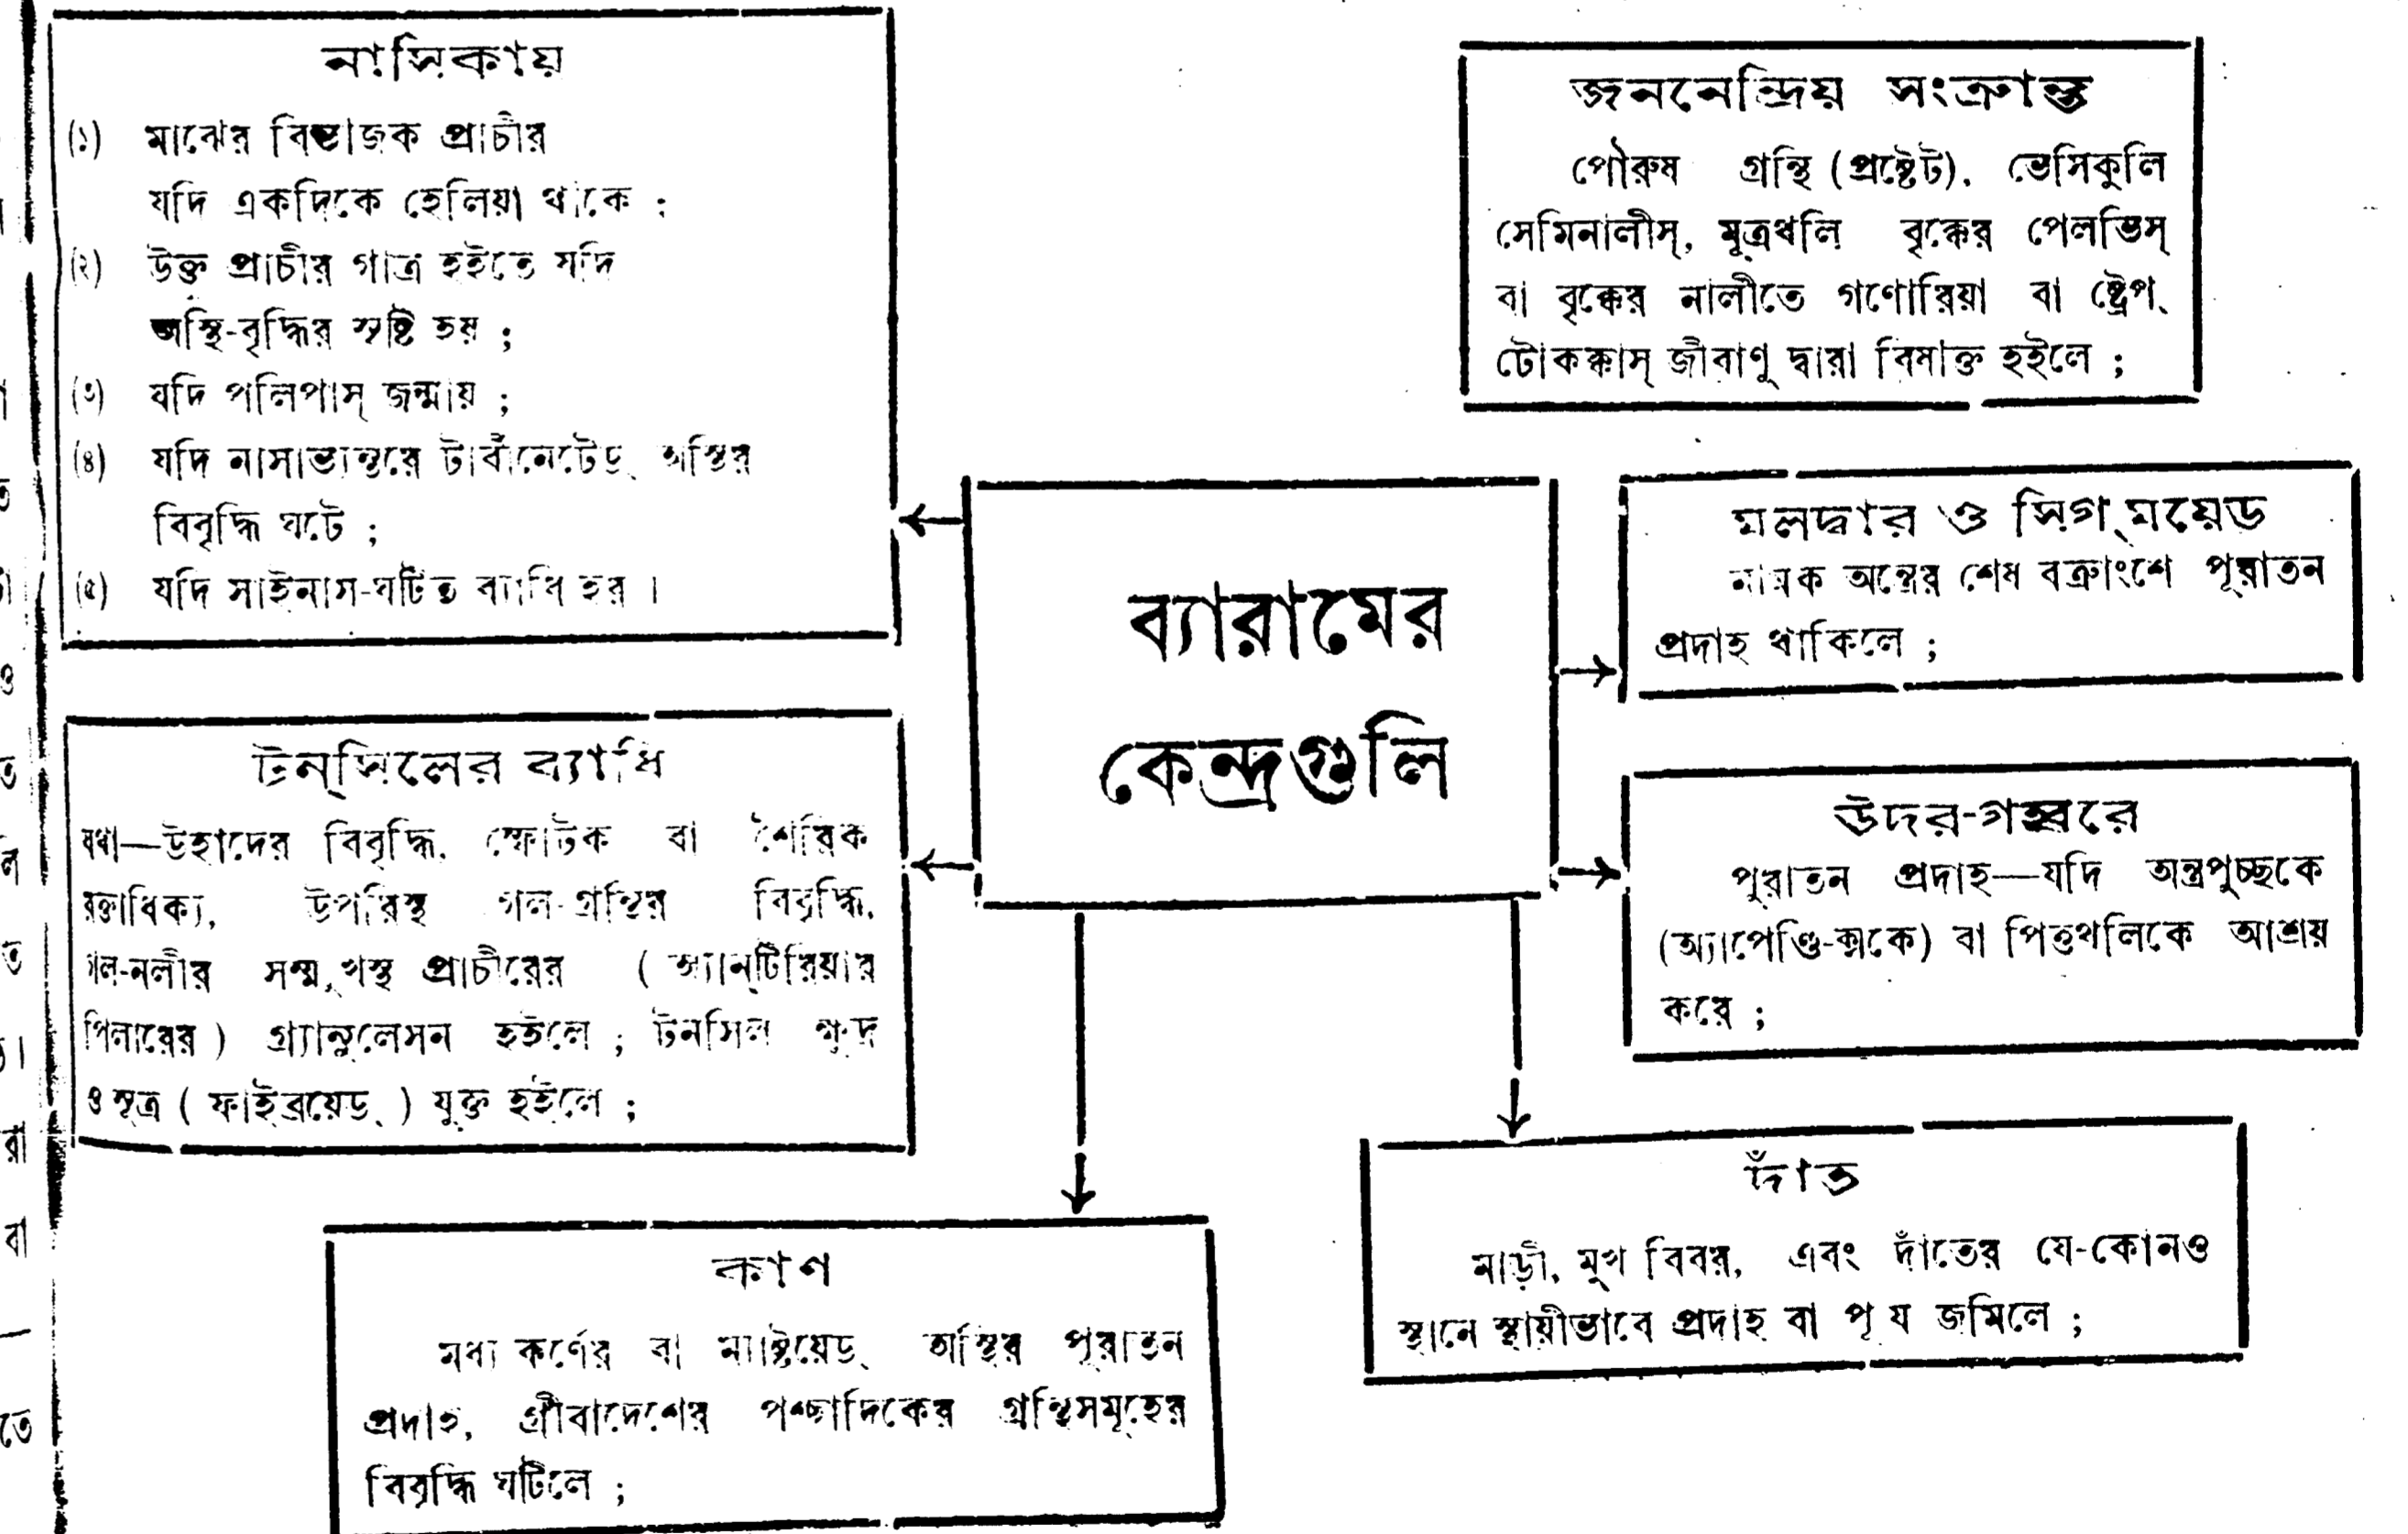 নাসিকায়
(১) মাঝের বিভাজক প্রাচীর
যদি একদিকে হেলিয়া থাকে ;
(২) উক্ত প্রাচীর গাত্র হইতে যদি
অস্থি-বৃদ্ধির সৃষ্টি হয় ;
(৩) যদি পলিপাস্ জন্মায় ;
(৪) যদি নাসাভ্যন্তরে টার্বীনেটেড্ অস্থির
বিবৃদ্ধি ঘটে ;
(৫) যদি সাইনাস-ঘটিত ব্যাধি হয় ।
জননেন্দ্রিয় সংক্রান্ত
পৌরুষ গ্রন্থি (প্রষ্টেট), ভেসিকুলি
সেমিনালীস্, মূত্রথলি বৃক্কের পেলভিস্
বা বৃক্কের নালীতে গণোরিয়া বা ষ্ট্রেপ্
টোকক্কাস্ জীবাণু দ্বারা বিষাক্ত হইলে ;
ব্যারামের
কেন্দ্রগুলি
মলদ্বার ও সিগ্ময়েড
নামক অন্ত্রের শেষ বক্রাংশে পুরাতন
প্রদাহ থাকিলে ;
টন্সিলের ব্যাধি
যথা—উহাদের বিবৃদ্ধি, স্ফোটক বা শৈরিক
রক্তাধিক্য, উপরিস্থ গল-গ্রন্থির বিবৃদ্ধি,
গল-নলীর সম্মুখস্থ প্রাচীরের ( অ্যান্টিরিয়ার
পিলারের ) গ্র্যানুলেসন হইলে ; টনসিল ক্ষুদ্র
ও সূত্র ( ফাইব্রয়েড্ ) যুক্ত হইলে ;
উদর-গহ্বরে
পুরাতন প্রদাহ—যদি অন্ত্রপুচ্ছকে
(অ্যাপেণ্ডি-ক্সকে) বা পিত্তথলিকে আশ্রয়
করে ;
দাঁত
মাড়ী, মুখ বিবর, এবং দাঁতের যে-কোনও
স্থানে স্থায়ীভাবে প্রদাহ বা পূয জমিলে ;
কাণ
মধ্য কর্ণের বা ম্যাষ্টয়েড্ অস্থির পুরাতন
প্রদাহ, গ্রীবাদেশের পশ্চাদিকের গ্রন্থিসমূহের
বিবৃদ্ধি ঘটিলে ;